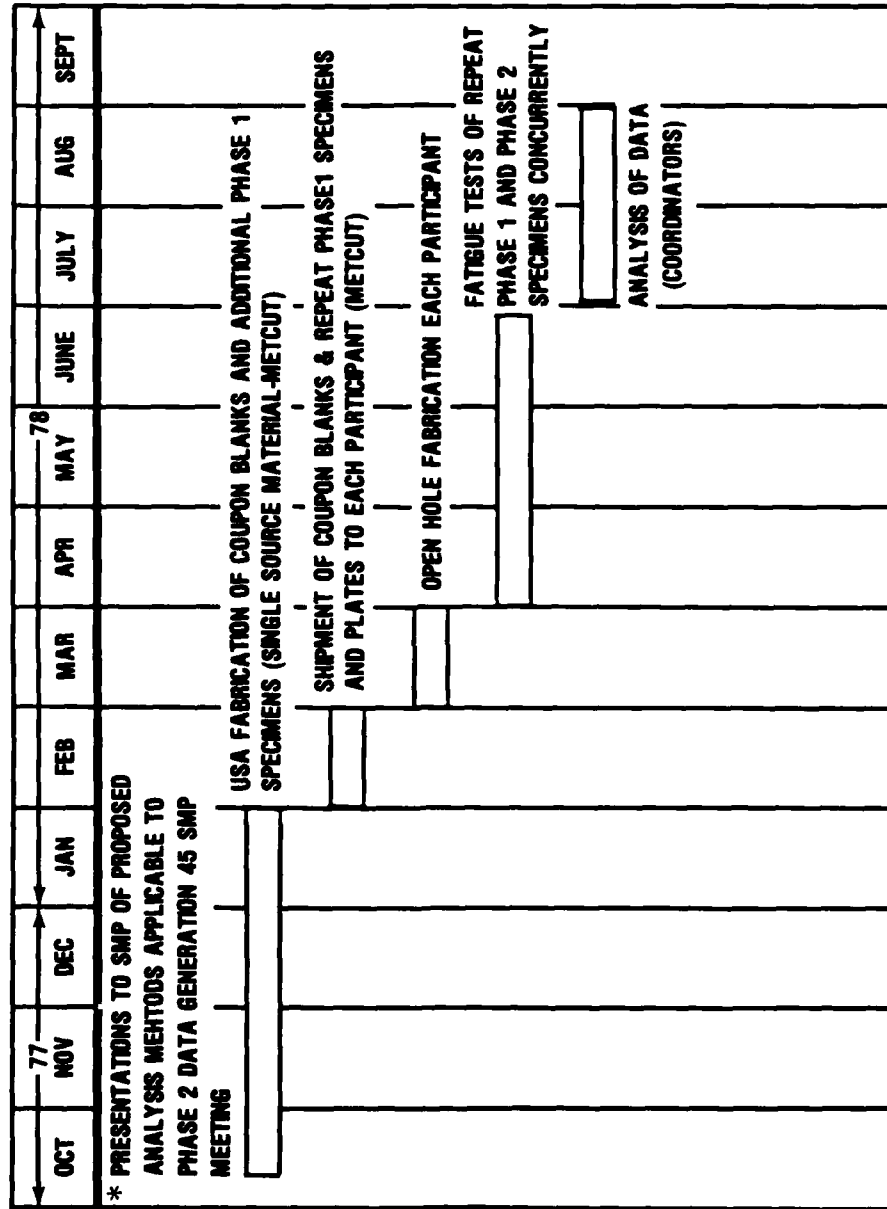 77
78
OCT NOV DEC JAN FEB MAR APR MAY JUNE JULY AUG SEPT
* PRESENTATIONS TO SMP OF PROPOSED
ANALYSIS MEHTODS APPLICABLE TO
PHASE 2 DATA GENERATION 45 SMP
MEETING
USA FABRICATION OF COUPON BLANKS AND ADDITIONAL PHASE 1
SPECIMENS (SINGLE SOURCE MATERIAL-METCUT)
SHIPMENT OF COUPON BLANKS & REPEAT PHASE1 SPECIMENS
AND PLATES TO EACH PARTICIPANT (METCUT)
OPEN HOLE FABRICATION EACH PARTICIPANT
FATIGUE TESTS OF REPEAT
PHASE 1 AND PHASE 2
SPECIMENS CONCURRENTLY
ANALYSIS OF DATA
(COORDINATORS)